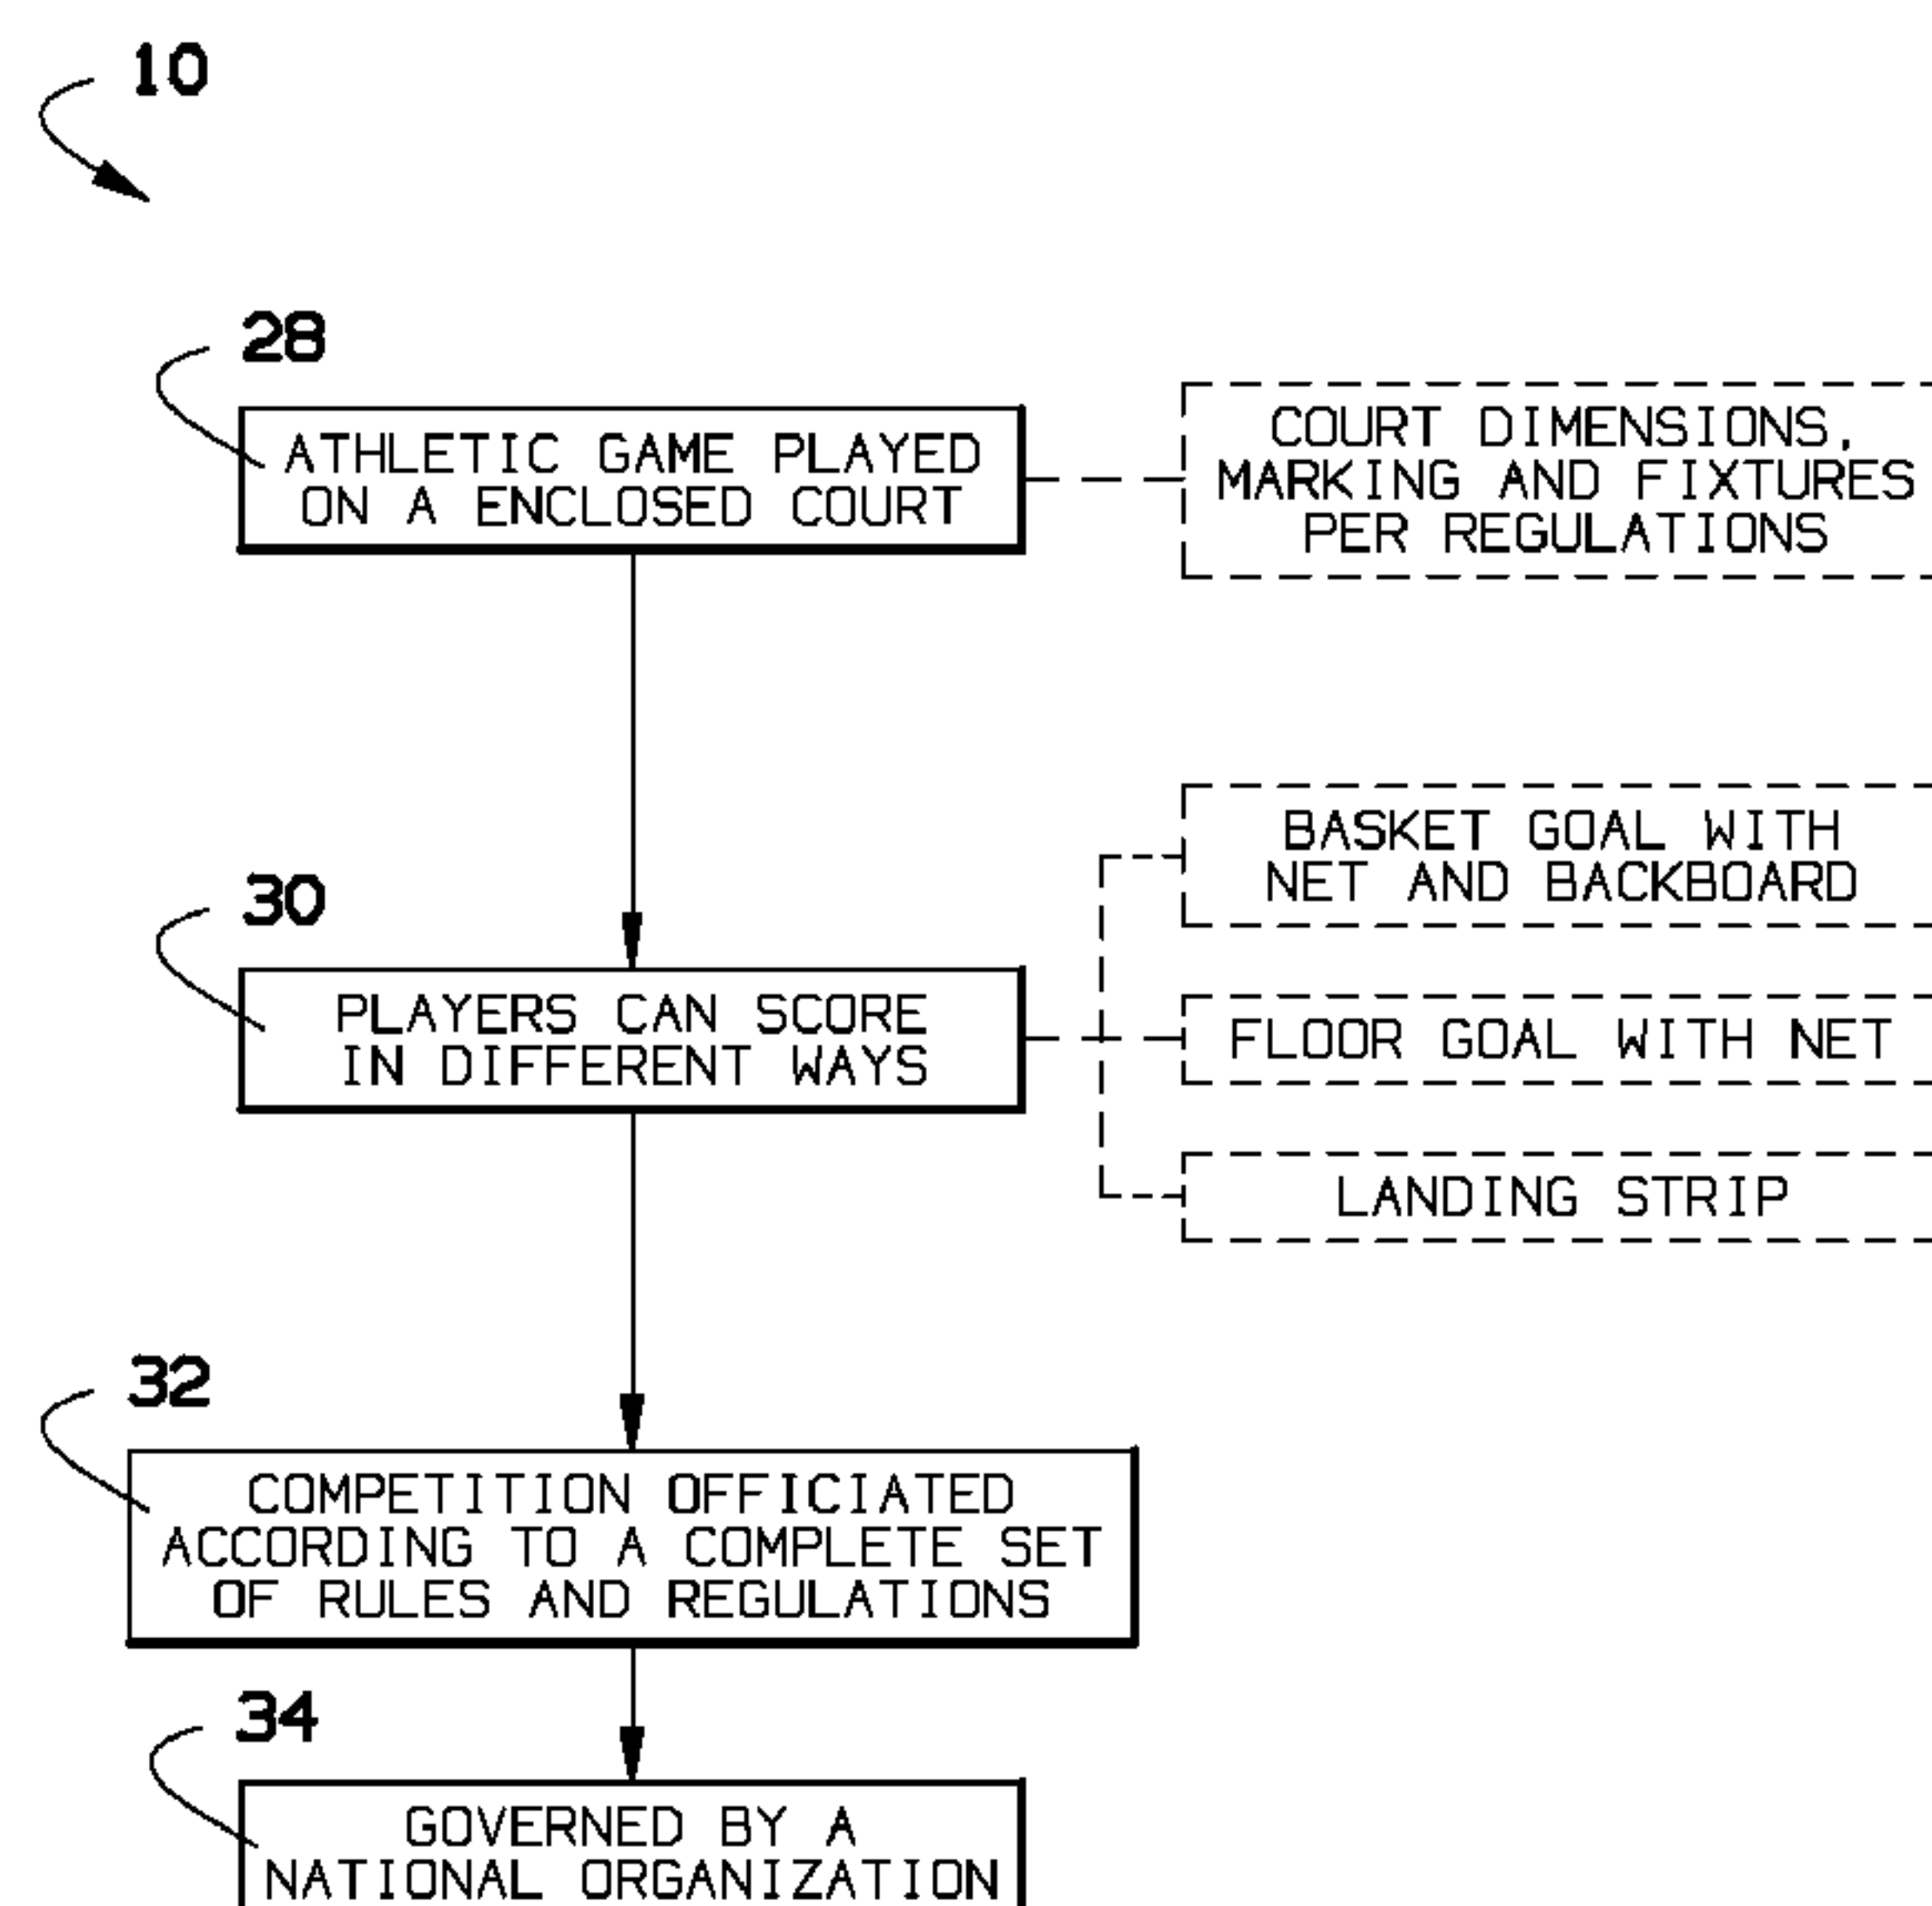 10
28
ATHLETIC GAME PLAYED
ON A ENCLOSED COURT
COURT DIMENSIONS,
MARKING AND FIXTURES
PER REGULATIONS
BASKET GOAL WITH
NET AND BACKBOARD
30
PLAYERS CAN SCORE
IN DIFFERENT WAYS
FLOOR GOAL WITH NET
LANDING STRIP
32
COMPETITION OFFICIATED
ACCORDING TO A COMPLETE SET
OF RULES AND REGULATIONS
34
GOVERNED BY A
NATIONAL ORGANIZATION